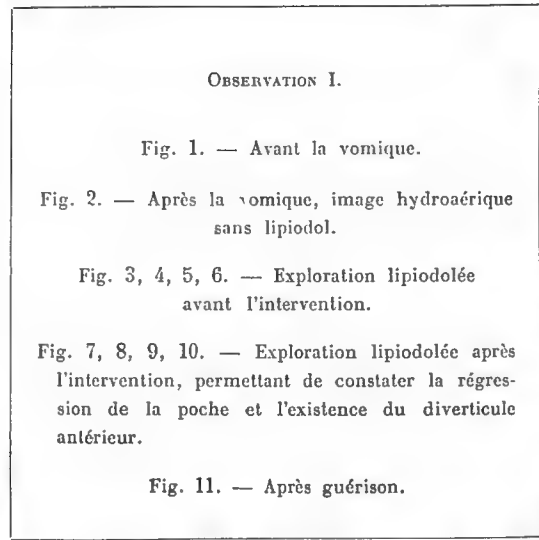 OBSERVATION I.
Fig. 1. — Avant la vomique.
Fig. 2. — Après la vomique, image hydroaérique
sans lipiodol.
Fig. 3, 4, 5, 6. — Exploration lipiodolée
avant l'intervention.
Fig. 7, 8, 9, 10. — Exploration lipiodolée après
l'intervention, permettant de constater la régres-
sion de la poche et l'existence du diverticule
antérieur.
Fig. 11. — Après guérison.